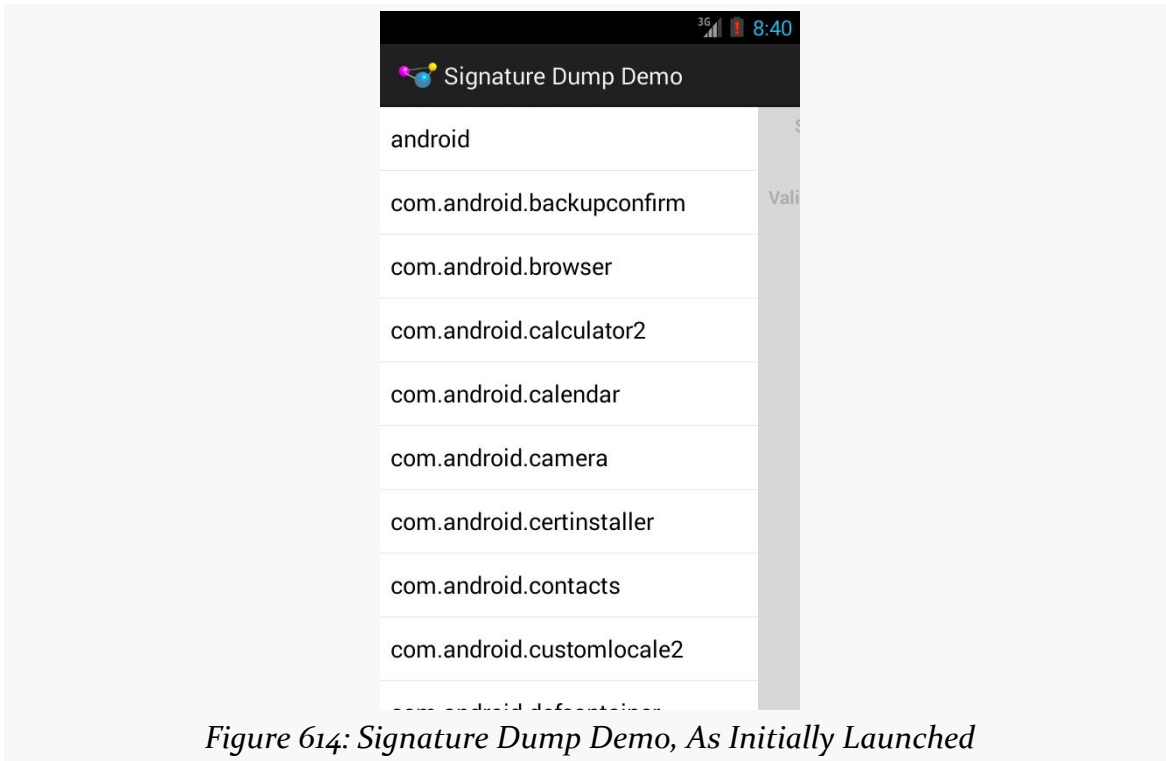 3G 8:40
Signature Dump Demo
android
com.android.backupconfirm
Vali
com.android.browser
com.android.calculator2
com.android.calendar
com.android.camera
com.android.certinstaller
com.android.contacts
com.android.customlocale2
Figure 614: Signature Dump Demo, As Initially Launched